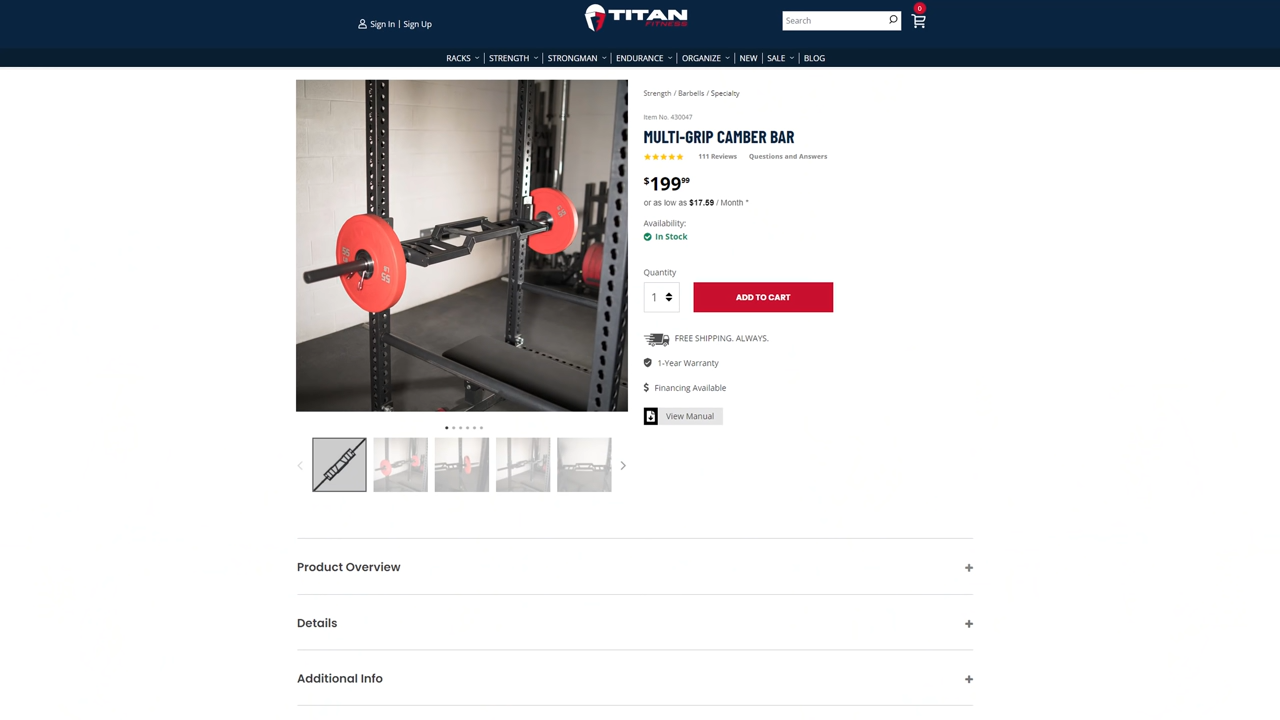 Sign In | Sign Up
TITAN
FITNESS
Search
0
RACKS
STRENGTH
STRONGMAN
ENDURANCE
ORGANIZE
NEW
SALE
BLOG
Strength / Barbells / Specialty
Item No. 430047
MULTI-GRIP CAMBER BAR
111 Reviews
Questions and Answers
$199.99
or as low as $17.59 / Month *
Availability:
In Stock
Quantity
1
ADD TO CART
FREE SHIPPING. ALWAYS.
1-Year Warranty
$ Financing Available
View Manual
Product Overview
Details
Additional Info